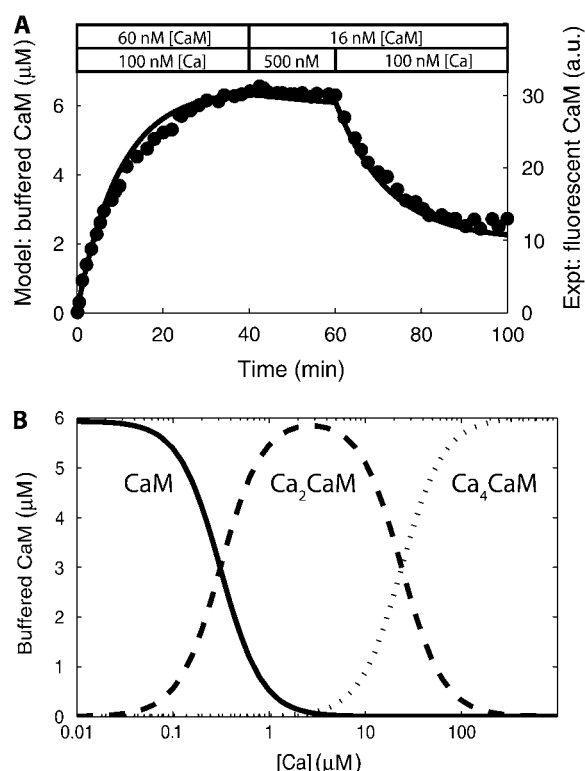 A
60 nM [CaM] 16 nM [CaM]
100 nM [Ca] 500 nM 100 nM [Ca]
Model: buffered CaM (μM)
6
4
2
0
Expt: fluorescent CaM (a.u.)
30
20
10
0
0 20 40 60 80 100
Time (min)
B
Buffered CaM (μM)
6
5
4
3
2
1
0
CaM Ca₂CaM Ca₄CaM
0.01 0.1 1 10 100
[Ca] (μM)